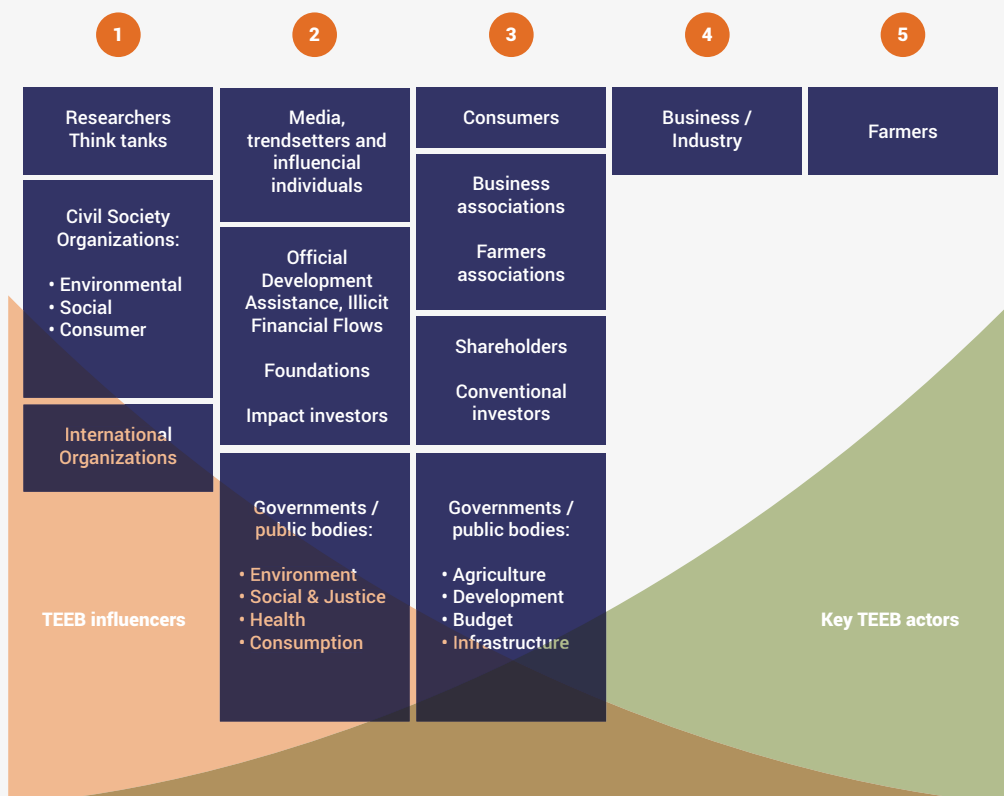 1
2
3
4
5
Researchers
Think tanks
Civil Society
Organizations:
• Environmental
• Social
• Consumer
International
Organizations
Media,
trendsetters and
influencial
individuals
Official
Development
Assistance, Illicit
Financial Flows
Foundations
Impact investors
Governments /
public bodies:
• Environment
• Social & Justice
• Health
• Consumption
Consumers
Business
associations
Farmers
associations
Shareholders
Conventional
investors
Governments /
public bodies:
• Agriculture
• Development
• Budget
• Infrastructure
Business /
Industry
Farmers
TEEB influencers
Key TEEB actors